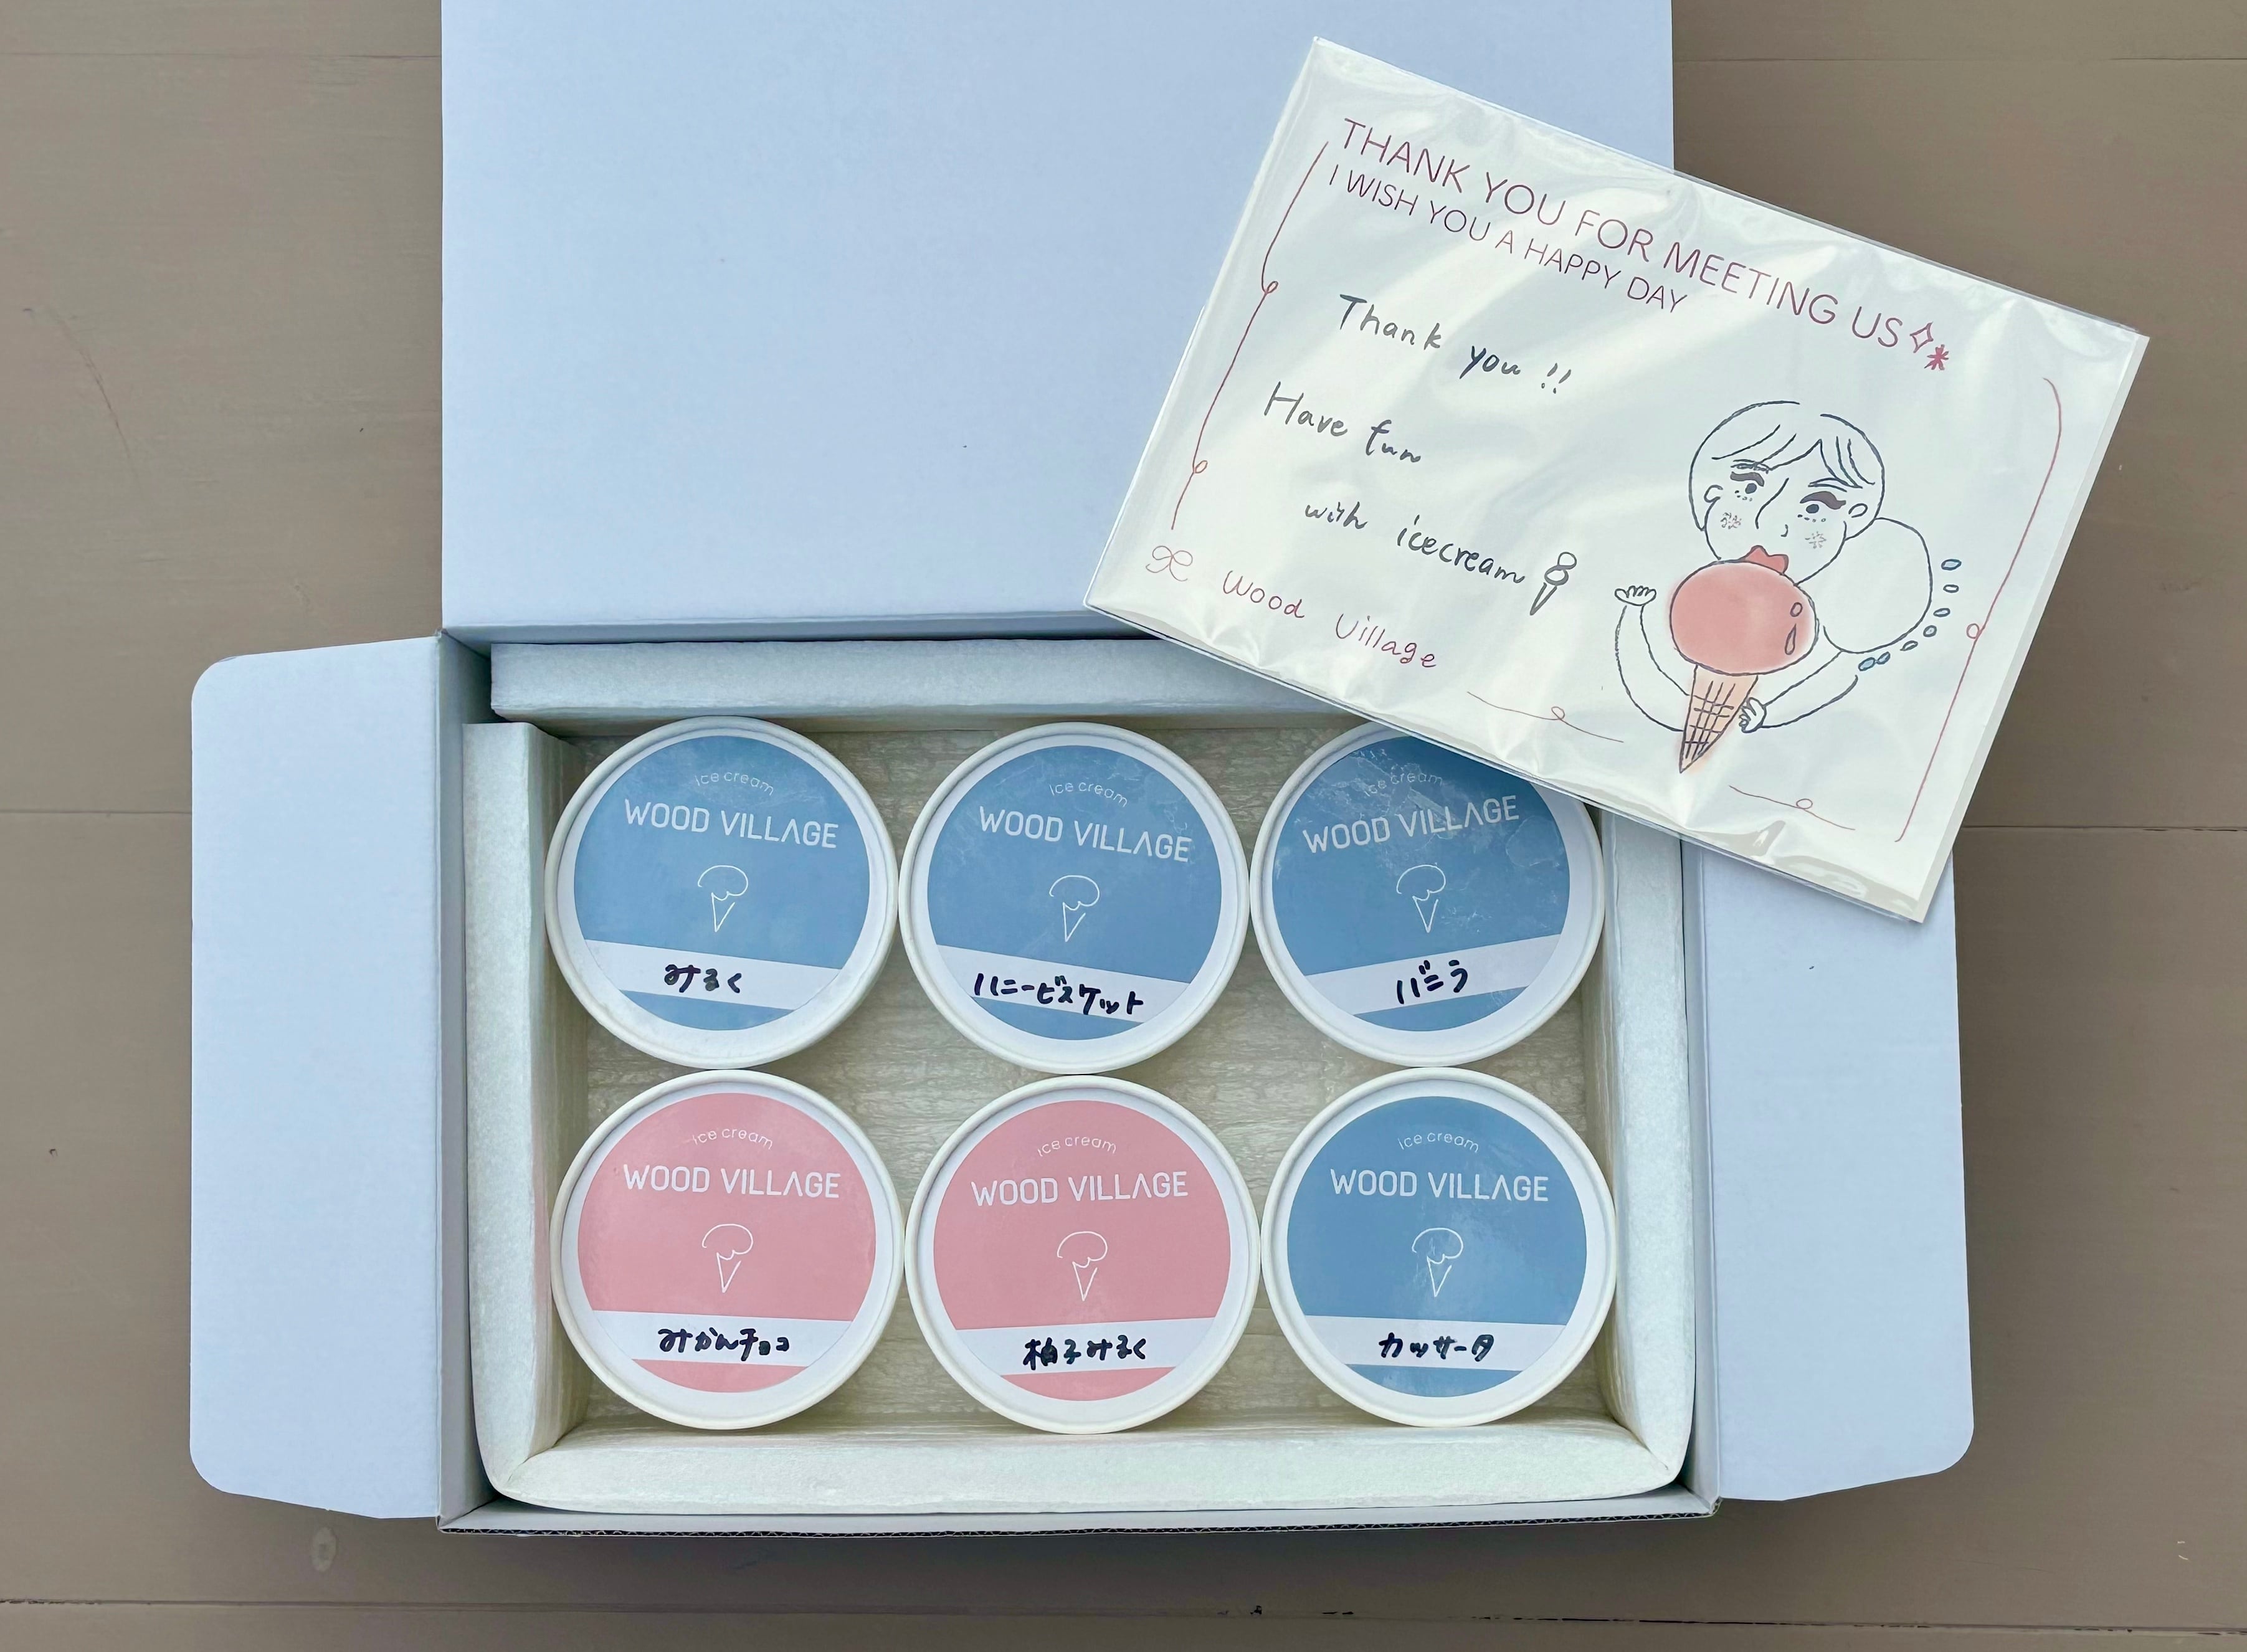 THANK YOU FOR MEETING US
I WISH YOU A HAPPY DAY
Thank you !!
Have fun
with icecream
Wood Village
ice cream
WOOD VILLAGE
みるく
ice cream
WOOD VILLAGE
ハニービスケット
ice cream
WOOD VILLAGE
バニラ
ice cream
WOOD VILLAGE
みかんチョコ
ice cream
WOOD VILLAGE
柚子みるく
ice cream
WOOD VILLAGE
カッサータ